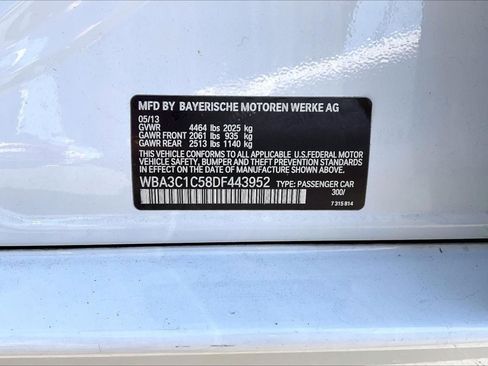 MFD BY BAYERISCHE MOTOREN WERKE AG
05/13
GVWR 4464 lbs 2025 kg
GAWR FRONT 2061 lbs 935 kg
GAWR REAR 2513 lbs 1140 kg
THIS VEHICLE CONFORMS TO ALL APPLICABLE U.S.FEDERAL MOTOR
VEHICLE SAFETY, BUMPER AND THEFT PREVENTION STANDARDS
IN EFFECT ON THE DATE OF MANUFACTURE SHOWN ABOVE.
WBA3C1C58DF443952 TYPE: PASSENGER CAR
300/
7 315 814